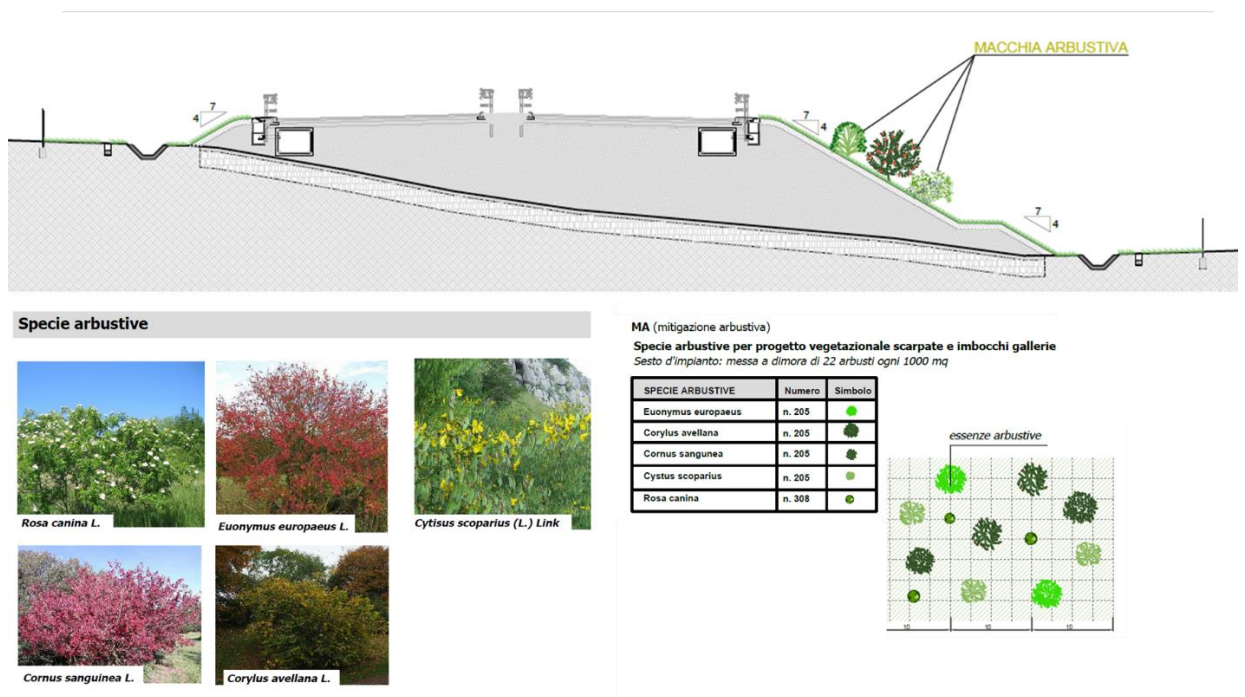 MACCHIA ARBUSTIVA
7
4
7
4
7
4
Specie arbustive
Rosa canina L.
Euonymus europaeus L.
Cytisus scoparius (L.) Link
Cornus sanguinea L.
Corylus avellana L.
MA (mitigazione arbustiva)
Specie arbustive per progetto vegetazionale scarpate e imbocchi gallerie
Sesto d'impianto: messa a dimora di 22 arbusti ogni 1000 mq
SPECIE ARBUSTIVE Numero Simbolo
Euonymus europaeus n. 205
Corylus avellana n. 205
Cornus sangunea n. 205
Cystus scoparius n. 205
Rosa canina n. 308
essenze arbustive
10 10 10